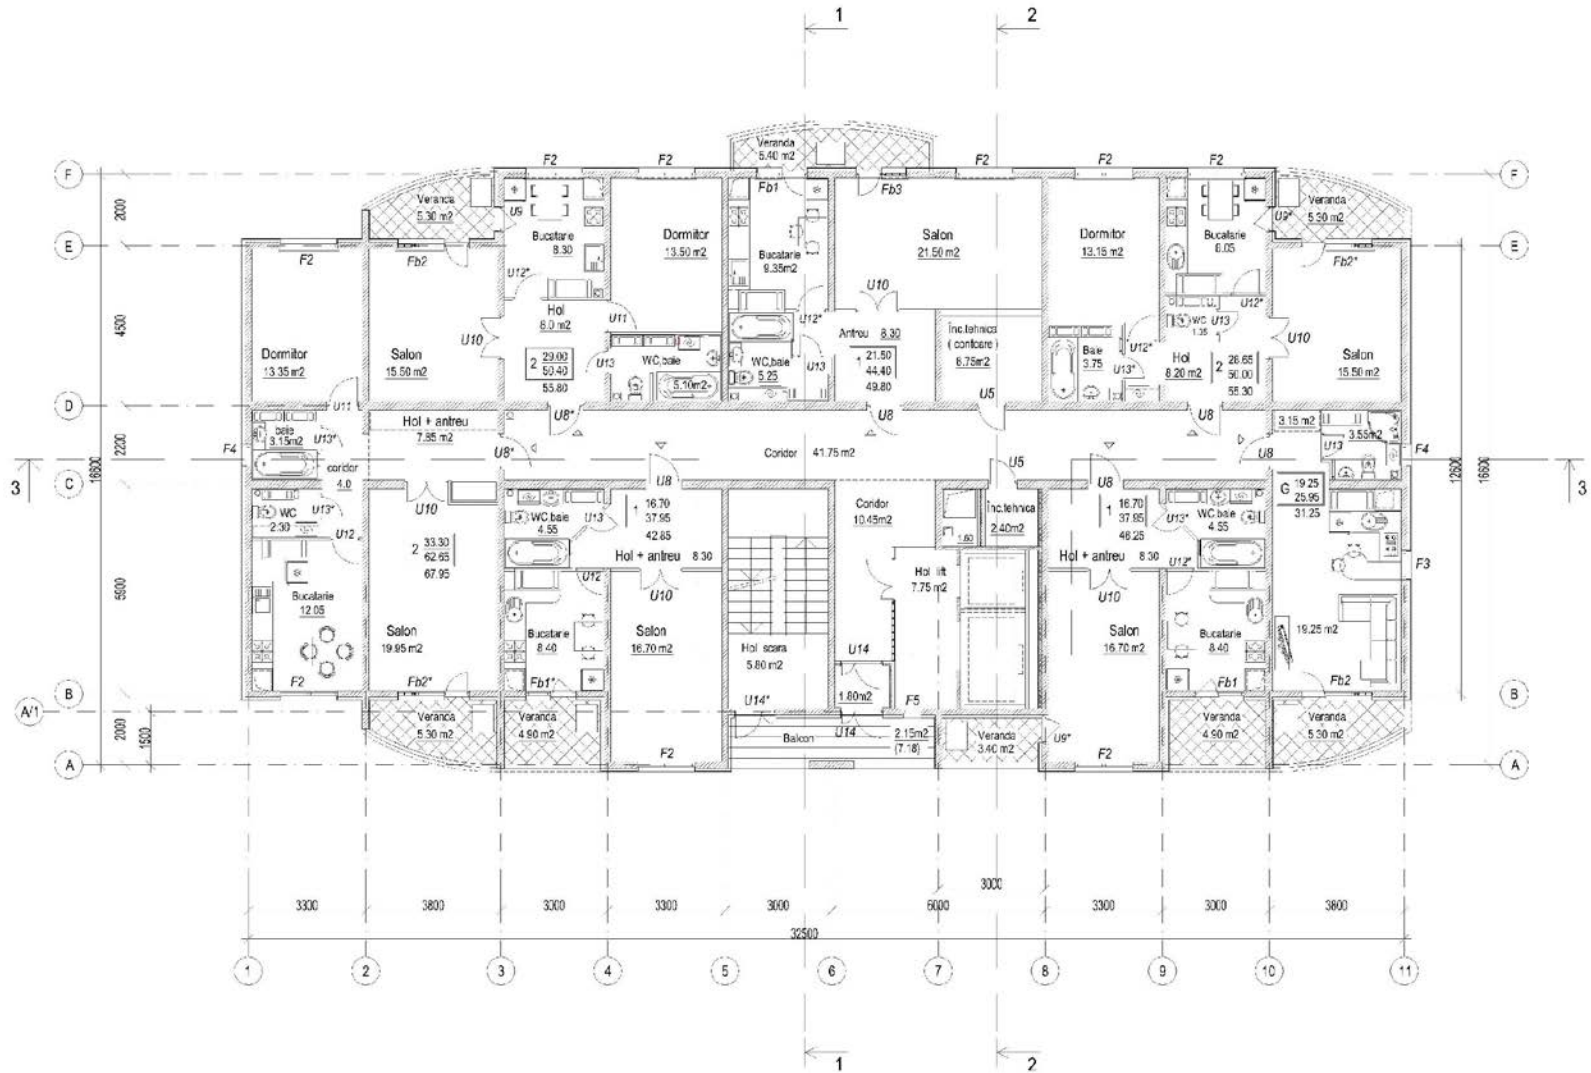 1
2
F2
F2
Veranda
5.40 m2
F2
F2
F2
F
Fb1
Fb3
F
Veranda
5.30 m2
U9
U9*
Veranda
5.30 m2
2000
E
F2
Fb2
Bucatarie
8.30
Dormitor
13.50 m2
Bucatarie
9.35m2
Salon
21.50 m2
Dormitor
13.15 m2
Bucatarie
8.05
Fb2*
E
U12*
U10
U12*
4500
Hol
8.0 m2
U11
U12*
Antreu 8.30
Înc.tehnica
( contoare )
8.75m2
WC
1.35
U13
U10
U10
Dormitor
13.35 m2
Salon
15.50 m2
2
29.00
50.40
55.80
U13
WC,baie
5.10m2
WC,baie
5.25
U13
1
21.50
44.40
49.80
Baie
3.75
U12*
U13*
Hol
8.20 m2
2
28.65
50.00
55.30
Salon
15.50 m2
U5
D
U11
U8*
U8
U8
D
Hol + antreu
7.85 m2
baie
3.15m2
U13*
3.15 m2
3.55m2
2200
F4
U8*
Coridor 41.75 m2
U5
U8
U13
F4
coridor
4.0
3
C
U8
U8
C
3
16600
12600
16600
U10
WC
2.30
U13*
U12
WC,baie
4.55
U13
1
16.70
37.95
42.85
Coridor
10.45m2
Înc.tehnica
2.40m2
1.60
1
16.70
37.95
46.25
U13*
WC,baie
4.55
G
19.25
25.95
31.25
2
33.30
62.65
67.95
Hol + antreu 8.30
Hol + antreu 8.30
U12*
5900
U12
U10
Hol lift
7.75 m2
U10
F3
Bucatarie
12.05
Salon
19.95 m2
Bucatarie
8.40
Salon
16.70 m2
Hol scara
5.80 m2
U14
Salon
16.70 m2
Bucatarie
8.40
19.25 m2
F2
Fb2*
Fb1*
1.80m2
Fb1
Fb2
B
U14*
F5
B
A/1
2000
1500
Veranda
5.30 m2
Veranda
4.90 m2
Balcon
U14
2.15m2
(7.18)
Veranda
3.40 m2
U9*
Veranda
4.90 m2
Veranda
5.30 m2
A
F2
F2
A
3000
3300
3800
3000
3300
3000
6000
3300
3000
3800
32500
1
2
3
4
5
6
7
8
9
10
11
1
2